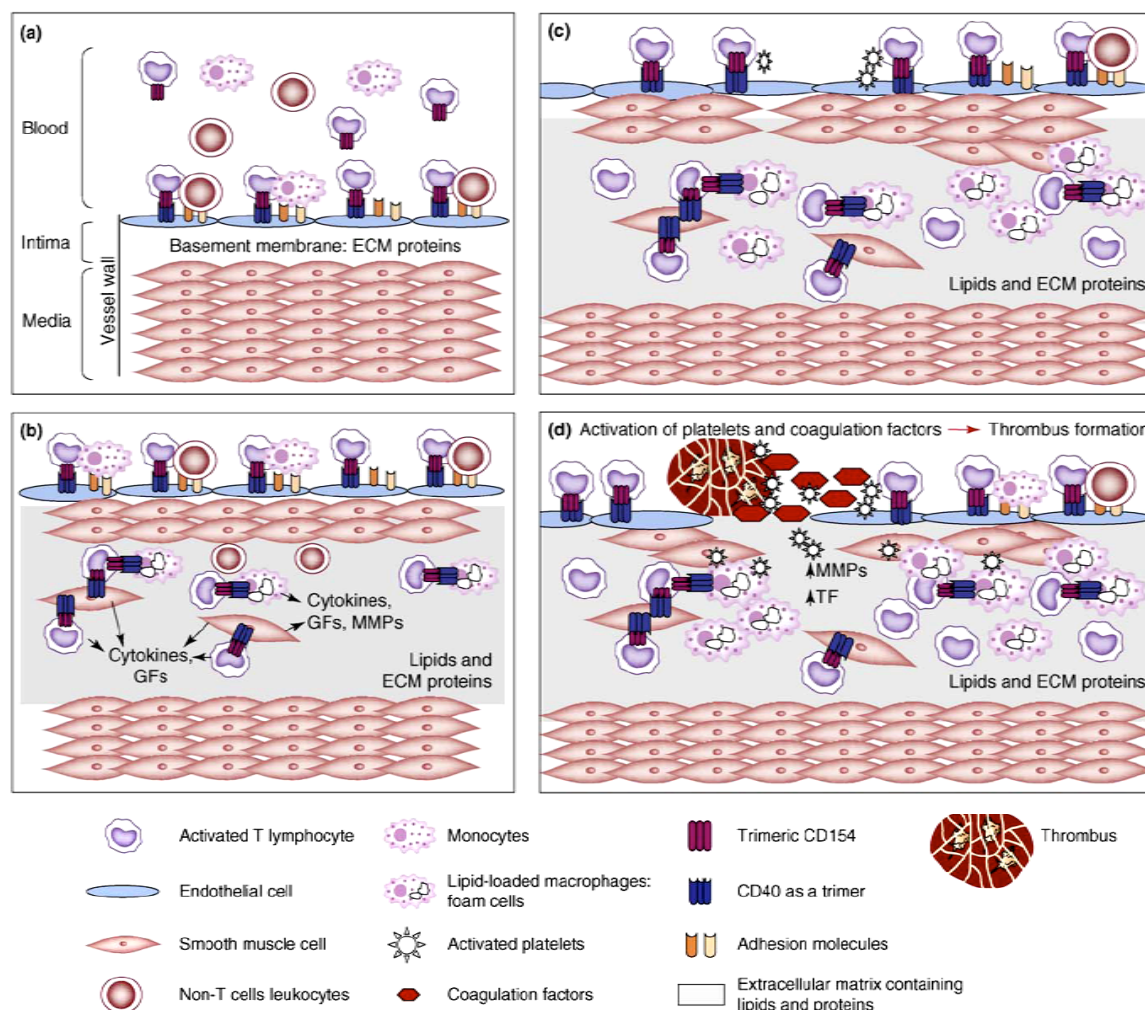 (a)
Blood
Intima
Media
Vessel wall
Basement membrane: ECM proteins
(b)
Cytokines,
GFs, MMPs
Cytokines,
GFs
Lipids and
ECM proteins
(c)
Lipids and ECM proteins
(d) Activation of platelets and coagulation factors → Thrombus formation
MMPs
TF
Lipids and ECM proteins
Activated T lymphocyte
Monocytes
Trimeric CD154
Thrombus
Endothelial cell
Lipid-loaded macrophages:
foam cells
CD40 as a trimer
Smooth muscle cell
Activated platelets
Adhesion molecules
Non-T cells leukocytes
Coagulation factors
Extracellular matrix containing
lipids and proteins